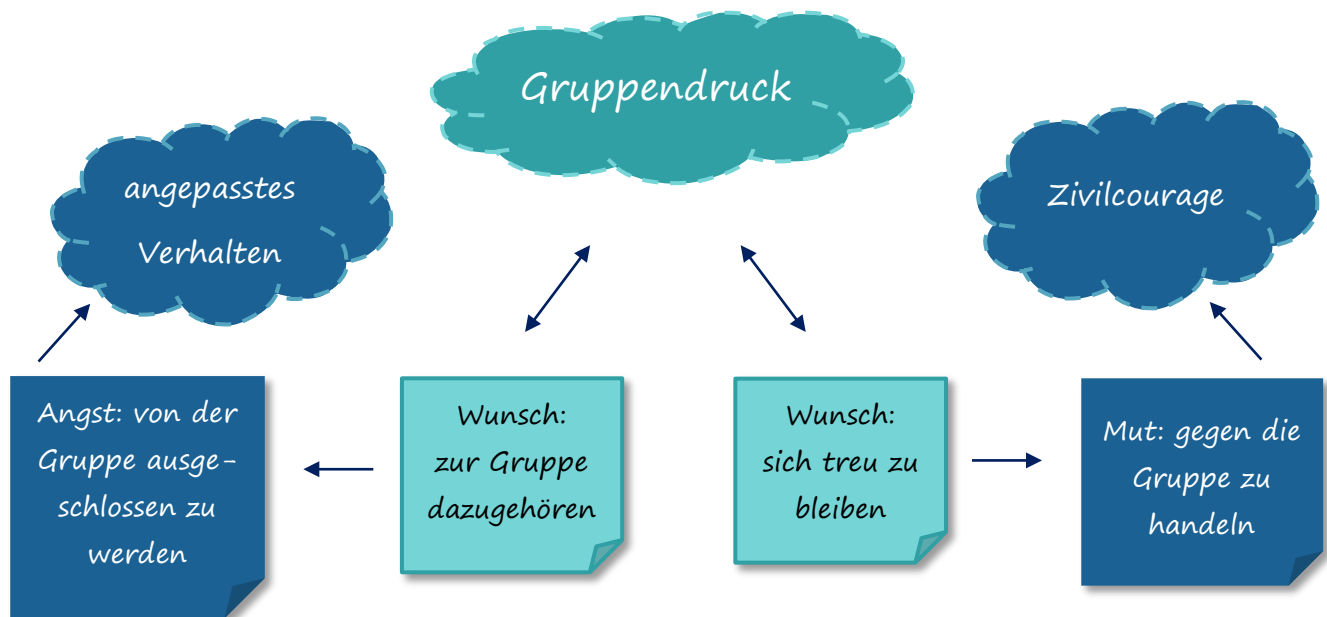 Gruppendruck
angepasstes
Verhalten
Zivilcourage
Angst: von der
Gruppe ausge-
schlossen zu
werden
Wunsch:
zur Gruppe
dazugehören
Wunsch:
sich treu zu
bleiben
Mut: gegen die
Gruppe zu
handeln